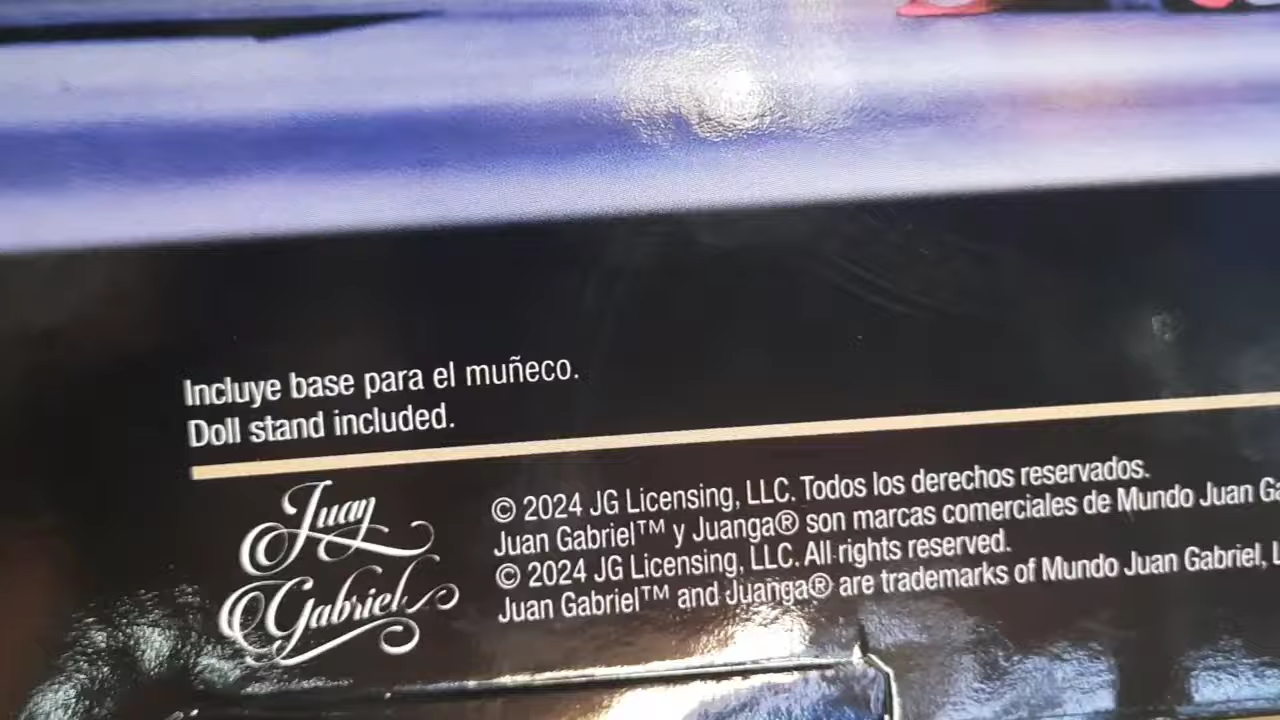 Incluye base para el muñeco.
Doll stand included.
Juan
Gabriel
© 2024 JG Licensing, LLC. Todos los derechos reservados.
Juan Gabriel™ y Juanga® son marcas comerciales de Mundo Juan
© 2024 JG Licensing, LLC. All rights reserved.
Juan Gabriel™ and Juanga® are trademarks of Mundo Juan Gabriel,